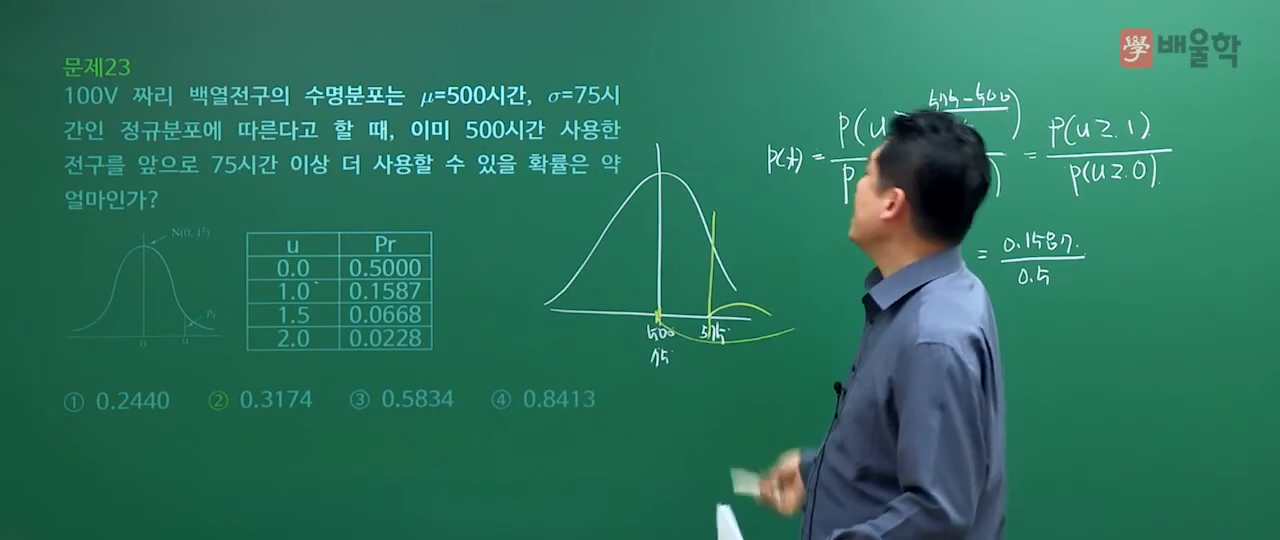 學 배울학
문제23
100V 짜리 백열전구의 수명분포는 μ=500시간, σ=75시
간인 정규분포에 따른다고 할 때, 이미 500시간 사용한
전구를 앞으로 75시간 이상 더 사용할 수 있을 확률은 약
얼마인가?
N(0, 1²)
Pr
0 u
u Pr
0.0 0.5000
1.0 0.1587
1.5 0.0668
2.0 0.0228
① 0.2440 ② 0.3174 ③ 0.5834 ④ 0.8413
500 575
75
575-500
P(u ≥
= P(u ≥ 1)
P(u ≥ 0)
= 0.1587
0.5